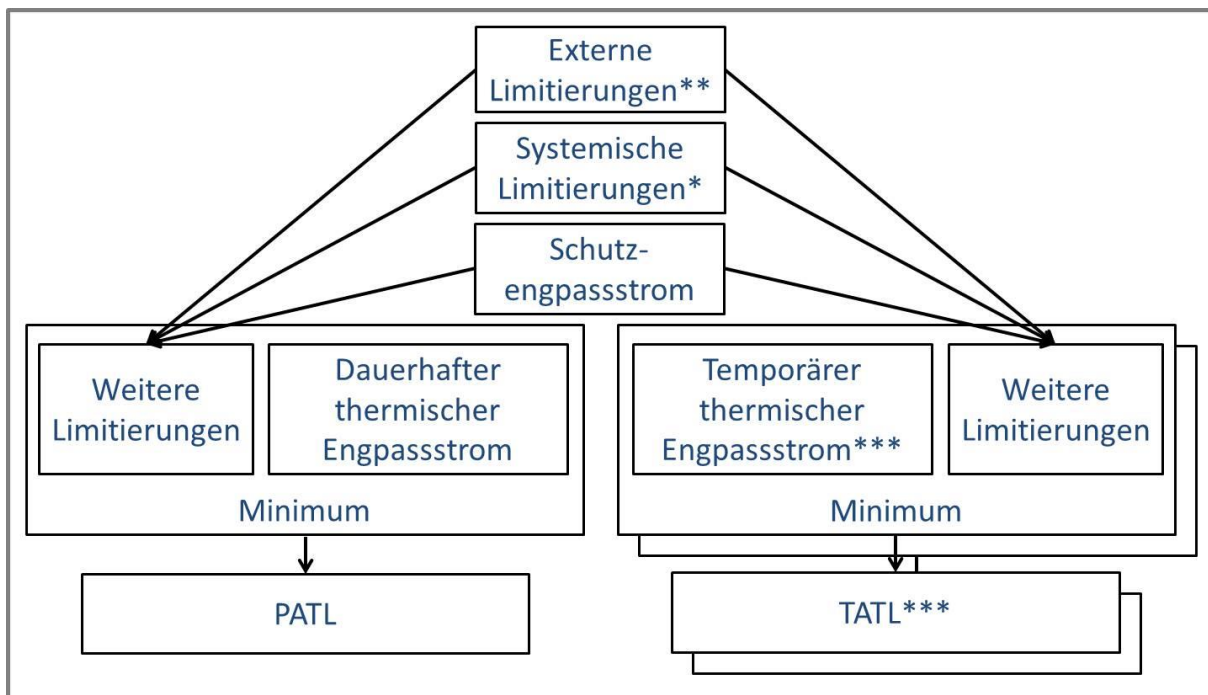 Externe
Limitierungen**
Systemische
Limitierungen*
Schutz-
engpassstrom
Weitere
Limitierungen
Dauerhafter
thermischer
Engpassstrom
Minimum
Temporärer
thermischer
Engpassstrom***
Weitere
Limitierungen
Minimum
PATL
TATL***